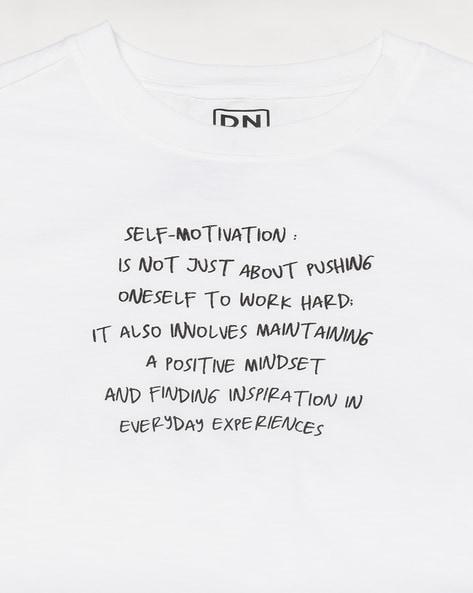 DN
SELF-MOTIVATION :
IS NOT JUST ABOUT PUSHING
ONESELF TO WORK HARD;
IT ALSO INVOLVES MAINTAINING
A POSITIVE MINDSET
AND FINDING INSPIRATION IN
EVERYDAY EXPERIENCES